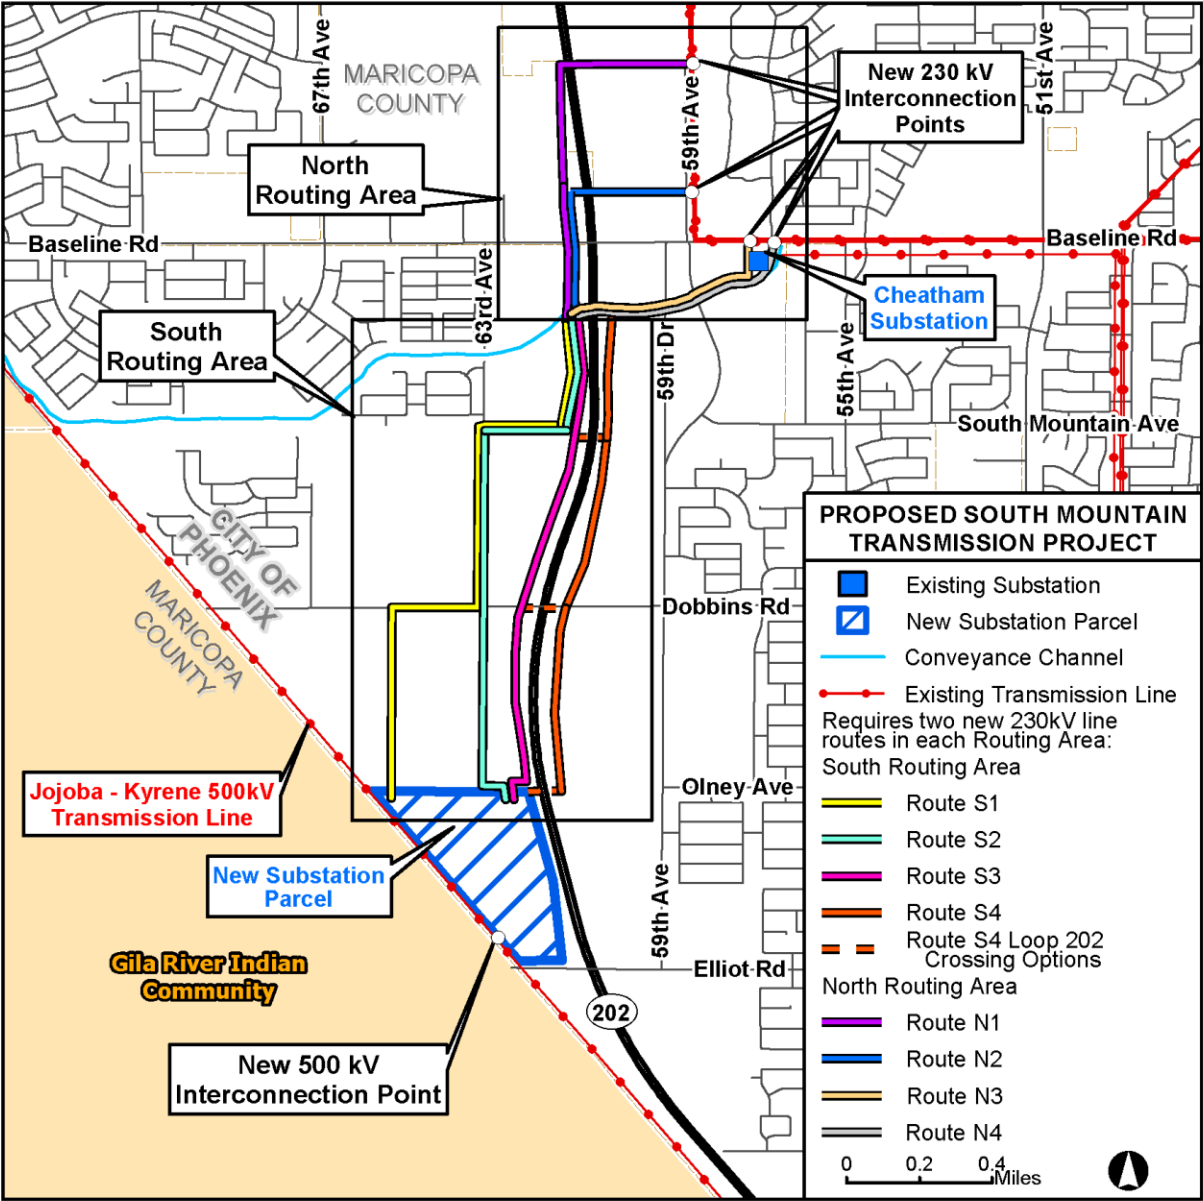 67th Ave
MARICOPA
COUNTY
59th Ave
51st Ave
New 230 kV
Interconnection
Points
North
Routing Area
Baseline Rd
Baseline Rd
63rd Ave
Cheatham
Substation
South
Routing Area
59th Dr
55th Ave
South Mountain Ave
CITY OF
PHOENIX
MARICOPA
COUNTY
Dobbins Rd
Jojoba - Kyrene 500kV
Transmission Line
Olney Ave
New Substation
Parcel
59th Ave
Gila River Indian
Community
Elliot Rd
202
New 500 kV
Interconnection Point
PROPOSED SOUTH MOUNTAIN
TRANSMISSION PROJECT
Existing Substation
New Substation Parcel
Conveyance Channel
Existing Transmission Line
Requires two new 230kV line
routes in each Routing Area:
South Routing Area
Route S1
Route S2
Route S3
Route S4
Route S4 Loop 202
Crossing Options
North Routing Area
Route N1
Route N2
Route N3
Route N4
0 0.2 0.4
Miles